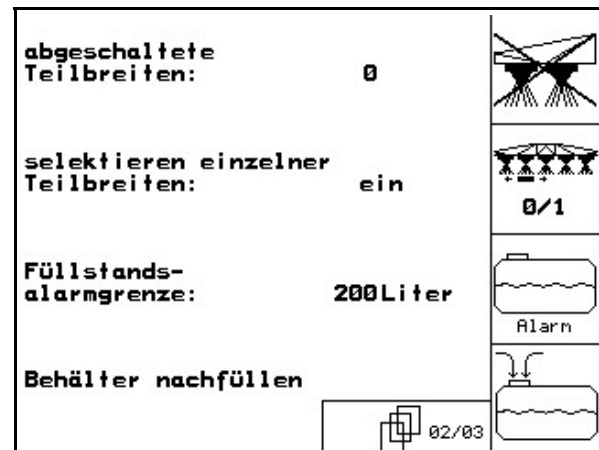 abgeschaltete
Teilbreiten: 0
selektieren einzelner
Teilbreiten: ein
0/1
Füllstands-
alarmgrenze: 200Liter
Alarm
Behälter nachfüllen
02/03